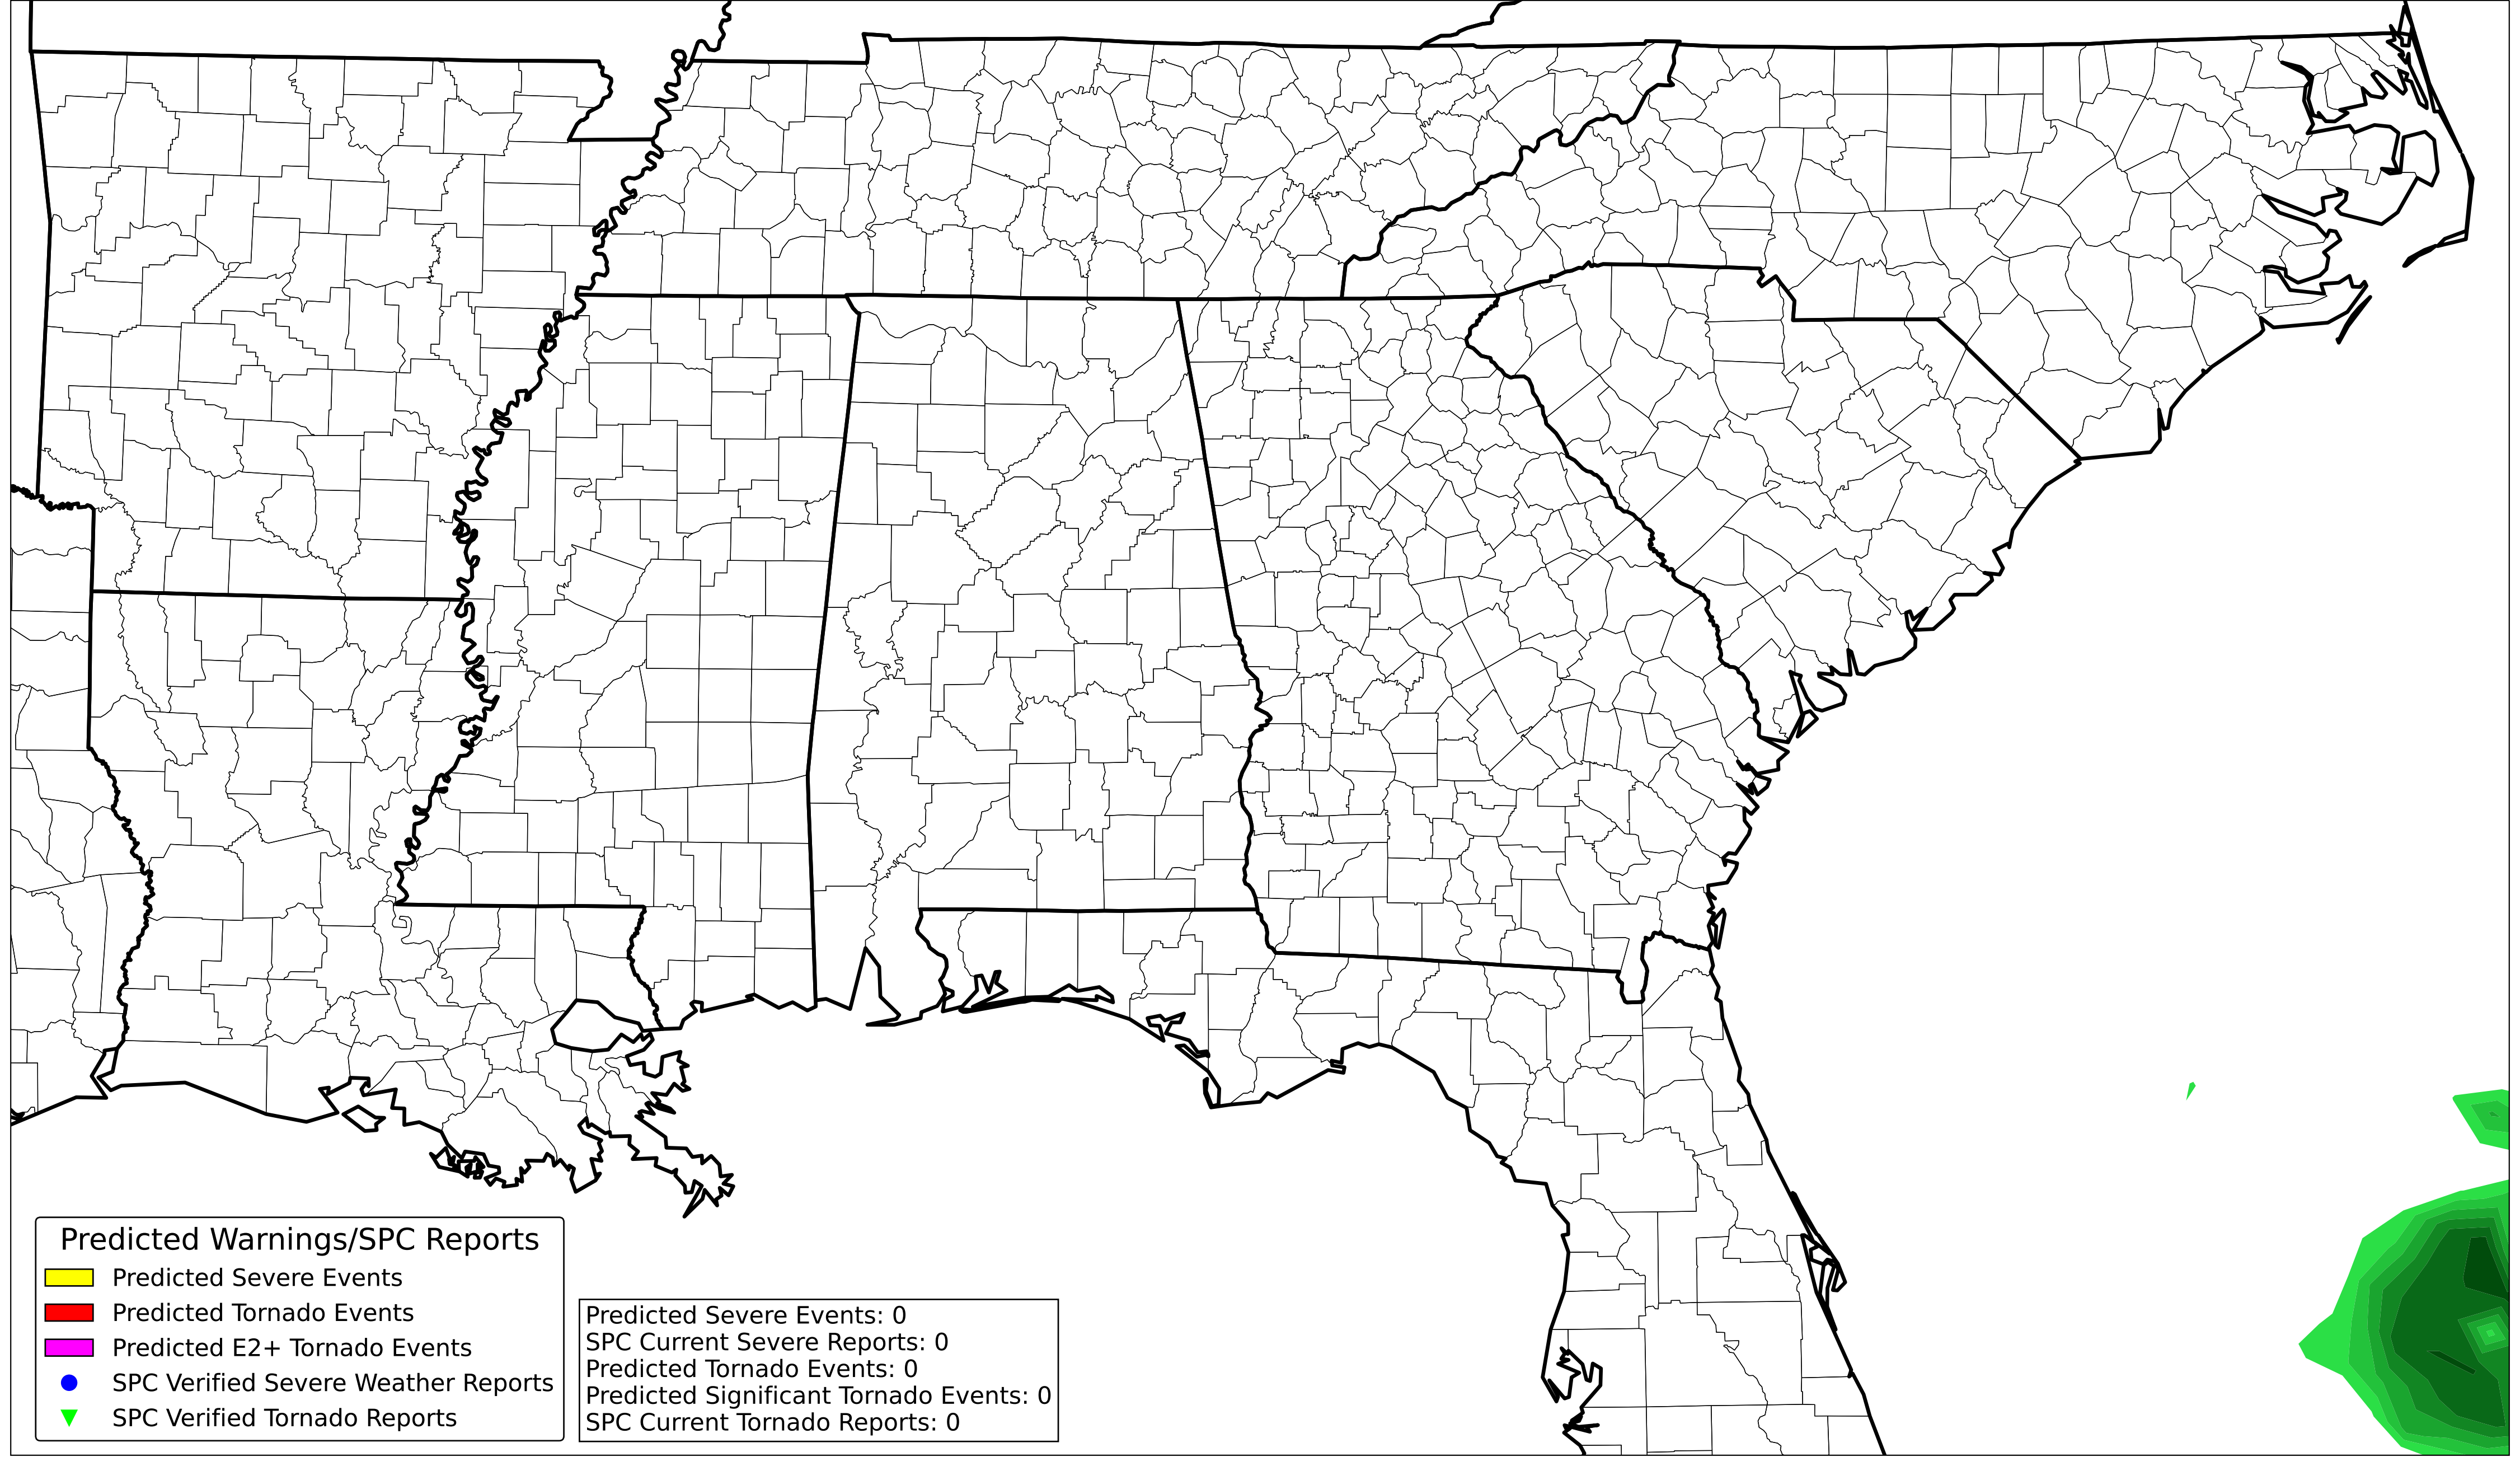 Predicted Warnings/SPC Reports
Predicted Severe Events
Predicted Tornado Events
Predicted E2+ Tornado Events
SPC Verified Severe Weather Reports
SPC Verified Tornado Reports
Predicted Severe Events: 0
SPC Current Severe Reports: 0
Predicted Tornado Events: 0
Predicted Significant Tornado Events: 0
SPC Current Tornado Reports: 0